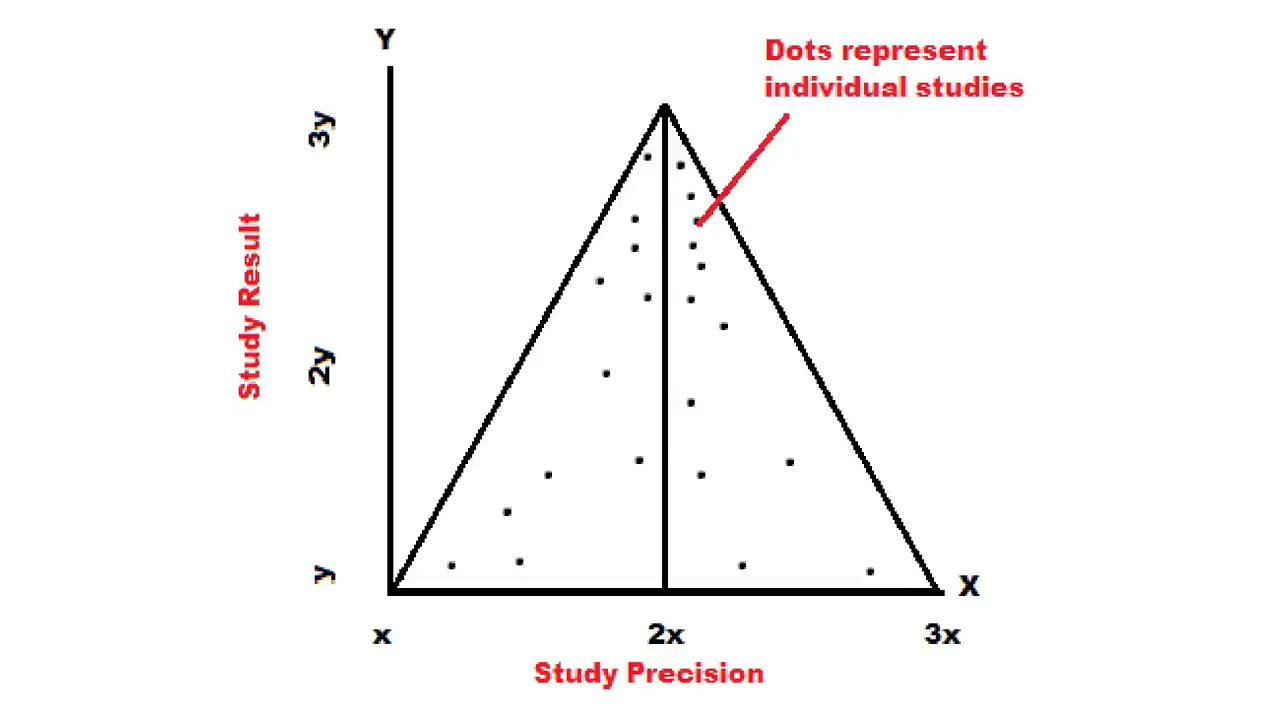 Y
Dots represent
individual studies
3y
Study Result
2y
y
X
x
2x
3x
Study Precision